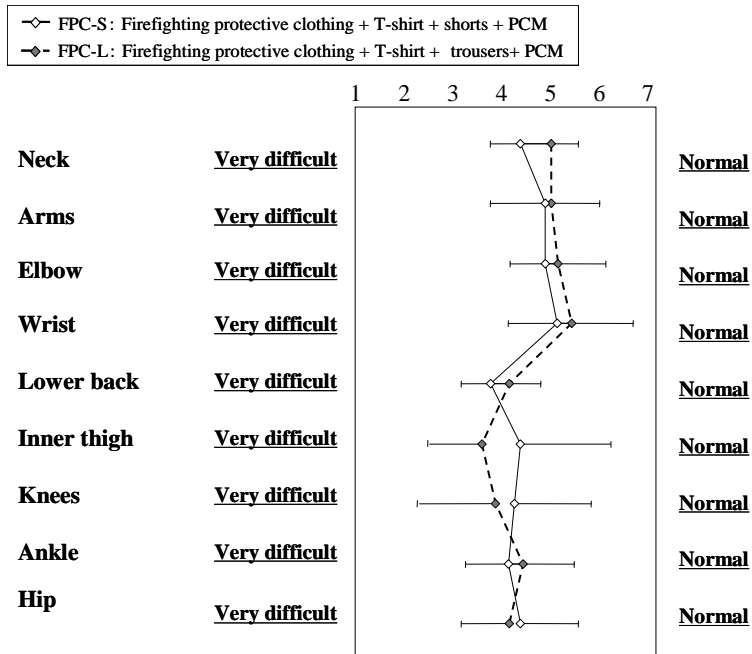 FPC-S: Firefighting protective clothing + T-shirt + shorts + PCM
FPC-L: Firefighting protective clothing + T-shirt + trousers+ PCM
1 2 3 4 5 6 7
Neck Very difficult Normal
Arms Very difficult Normal
Elbow Very difficult Normal
Wrist Very difficult Normal
Lower back Very difficult Normal
Inner thigh Very difficult Normal
Knees Very difficult Normal
Ankle Very difficult Normal
Hip Very difficult Normal